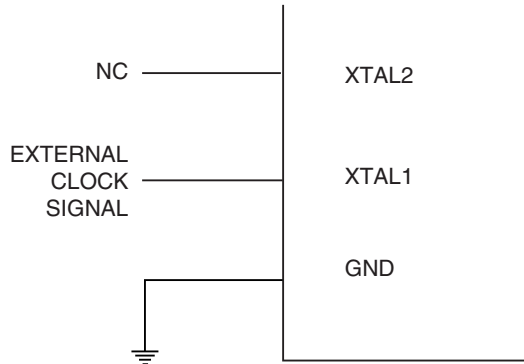 NC
XTAL2
EXTERNAL
CLOCK
SIGNAL
XTAL1
GND